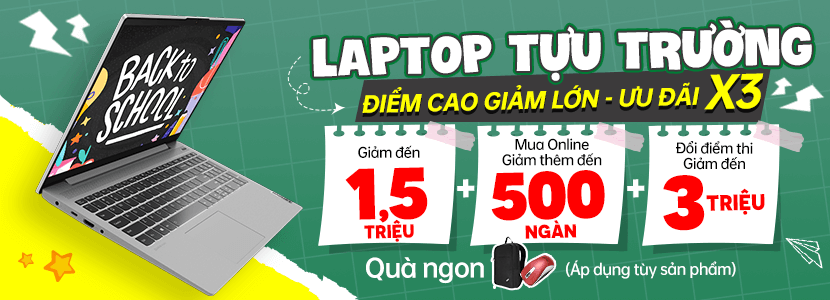 BACK to
SCHOOL
LAPTOP TỰU TRƯỜNG
ĐIỂM CAO GIẢM LỚN - ƯU ĐÃI X3
Giảm đến
1,5
TRIỆU
+
Mua Online
Giảm thêm đến
500
NGÀN
+
Đổi điểm thi
Giảm đến
3 TRIỆU
Quà ngon
(Áp dụng tùy sản phẩm)